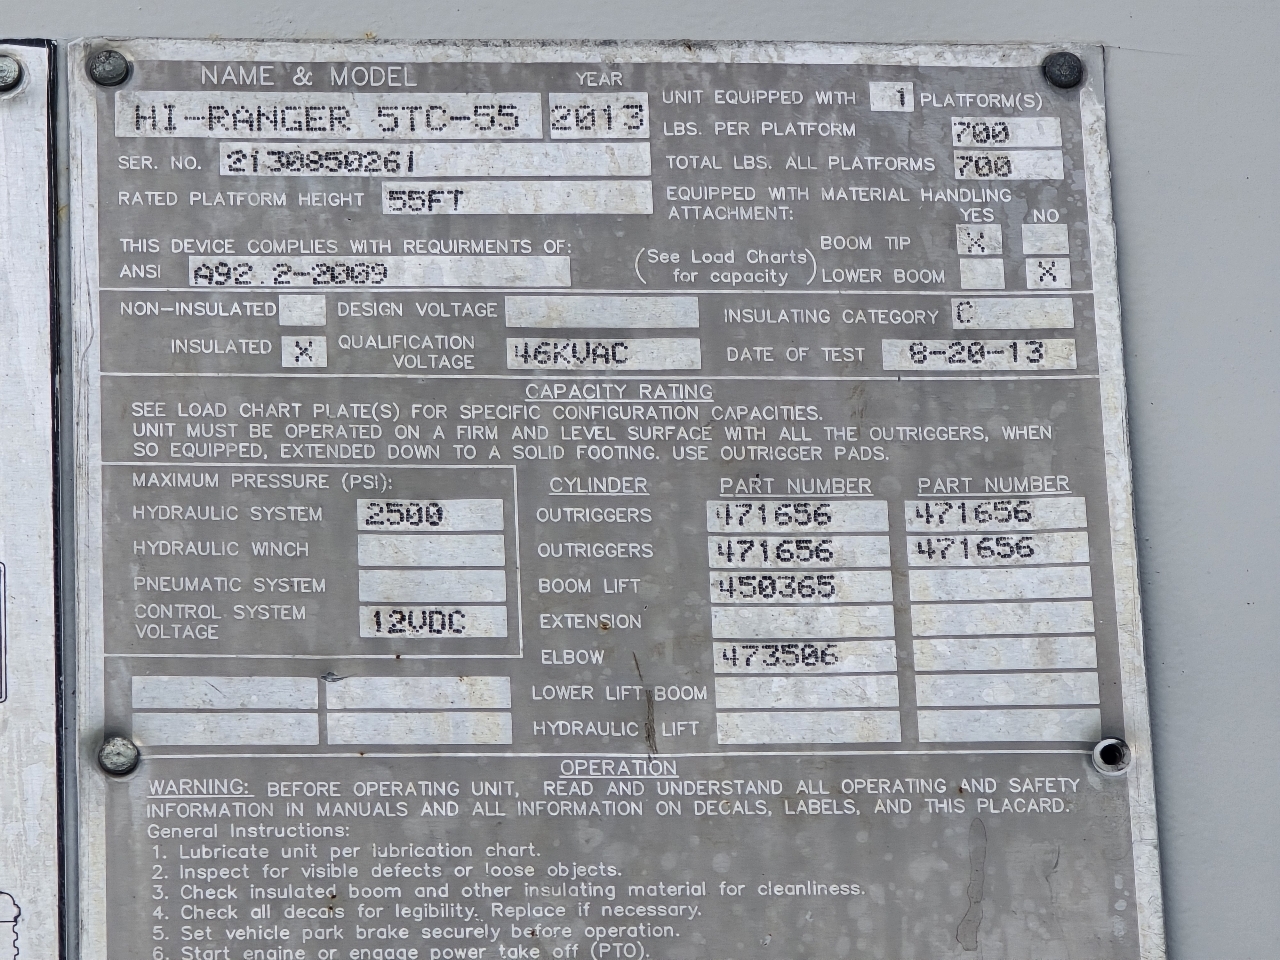 NAME & MODEL YEAR
HI-RANGER 5TC-55 2013
SER. NO. 2130850261
RATED PLATFORM HEIGHT 55FT
THIS DEVICE COMPLIES WITH REQUIRMENTS OF:
ANSI A92.2-2009
UNIT EQUIPPED WITH 1 PLATFORM(S)
LBS. PER PLATFORM 700
TOTAL LBS. ALL PLATFORMS 700
EQUIPPED WITH MATERIAL HANDLING
ATTACHMENT: YES NO
(See Load Charts for capacity)
BOOM TIP X
LOWER BOOM X
NON-INSULATED DESIGN VOLTAGE INSULATING CATEGORY C
INSULATED X QUALIFICATION VOLTAGE 46KVAC DATE OF TEST 8-20-13
CAPACITY RATING
SEE LOAD CHART PLATE(S) FOR SPECIFIC CONFIGURATION CAPACITIES.
UNIT MUST BE OPERATED ON A FIRM AND LEVEL SURFACE WITH ALL THE OUTRIGGERS, WHEN
SO EQUIPPED, EXTENDED DOWN TO A SOLID FOOTING. USE OUTRIGGER PADS.
MAXIMUM PRESSURE (PSI):
HYDRAULIC SYSTEM 2500
HYDRAULIC WINCH
PNEUMATIC SYSTEM
CONTROL SYSTEM
VOLTAGE 12VDC
CYLINDER PART NUMBER PART NUMBER
OUTRIGGERS 471656 471656
OUTRIGGERS 471656 471656
BOOM LIFT 450365
EXTENSION
ELBOW 473506
LOWER LIFT BOOM
HYDRAULIC LIFT
OPERATION
WARNING: BEFORE OPERATING UNIT, READ AND UNDERSTAND ALL OPERATING AND SAFETY
INFORMATION IN MANUALS AND ALL INFORMATION ON DECALS, LABELS, AND THIS PLACARD.
General Instructions:
1. Lubricate unit per lubrication chart.
2. Inspect for visible defects or loose objects.
3. Check insulated boom and other insulating material for cleanliness.
4. Check all decals for legibility. Replace if necessary.
5. Set vehicle park brake securely before operation.
6. Start engine or engage power take off (PTO).